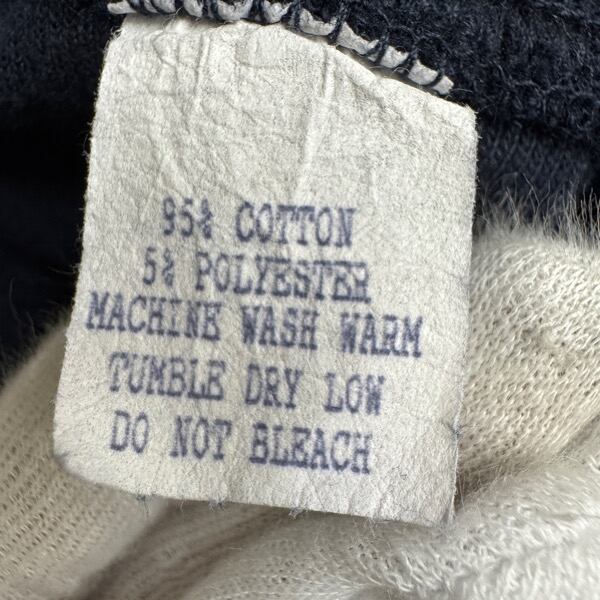 95% COTTON
5% POLYESTER
MACHINE WASH WARM
TUMBLE DRY LOW
DO NOT BLEACH